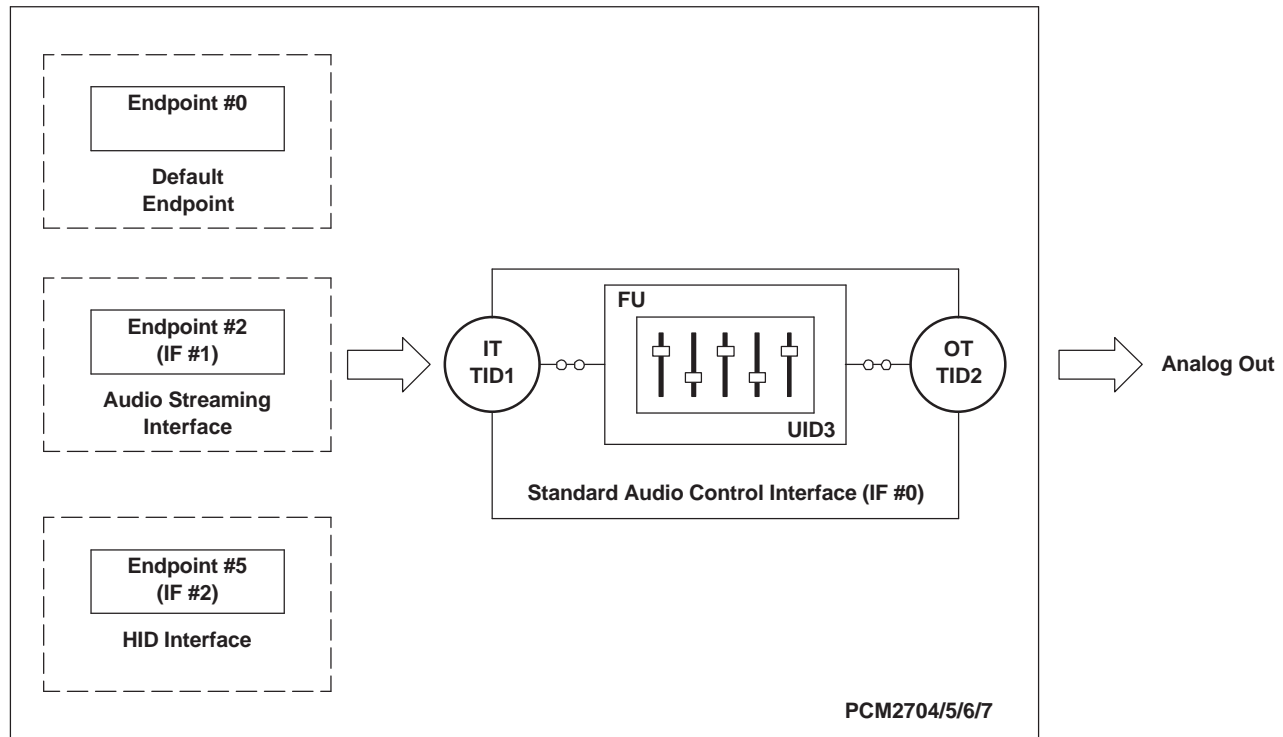 Endpoint #0
Default
Endpoint
Endpoint #2
(IF #1)
Audio Streaming
Interface
Endpoint #5
(IF #2)
HID Interface
IT
TID1
FU
UID3
OT
TID2
Standard Audio Control Interface (IF #0)
Analog Out
PCM2704/5/6/7